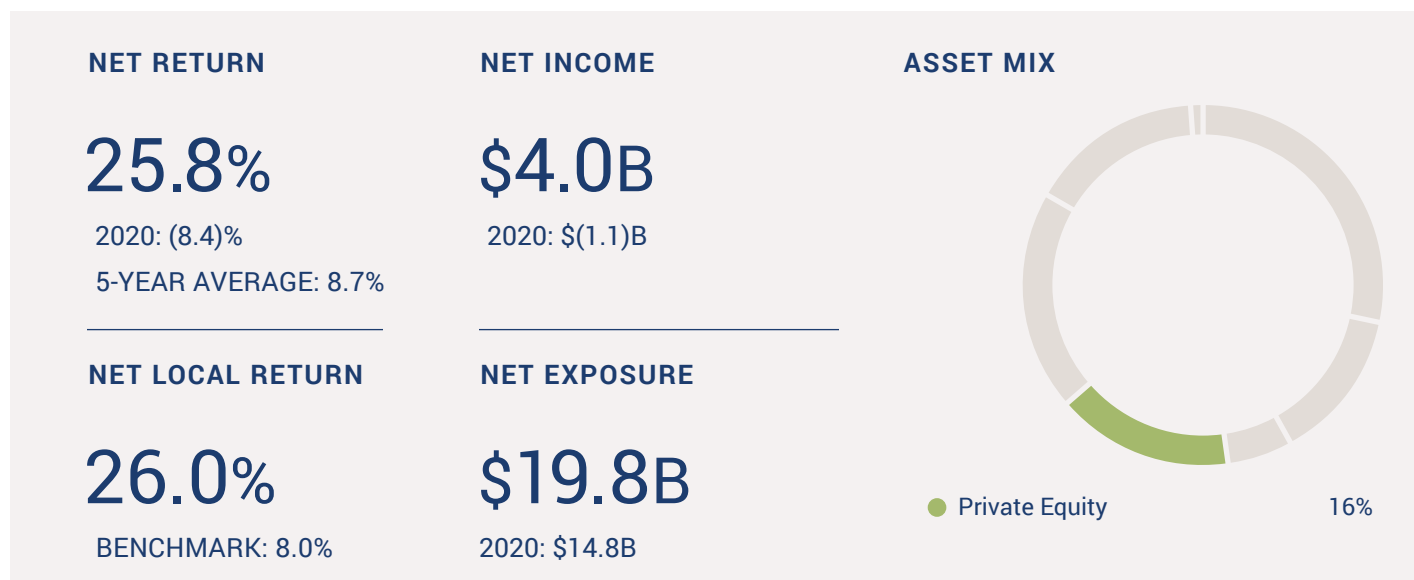 NET RETURN
25.8%
2020: (8.4)%
5-YEAR AVERAGE: 8.7%
NET INCOME
$4.0B
2020: $(1.1)B
NET LOCAL RETURN
26.0%
BENCHMARK: 8.0%
NET EXPOSURE
$19.8B
2020: $14.8B
ASSET MIX
Private Equity 16%